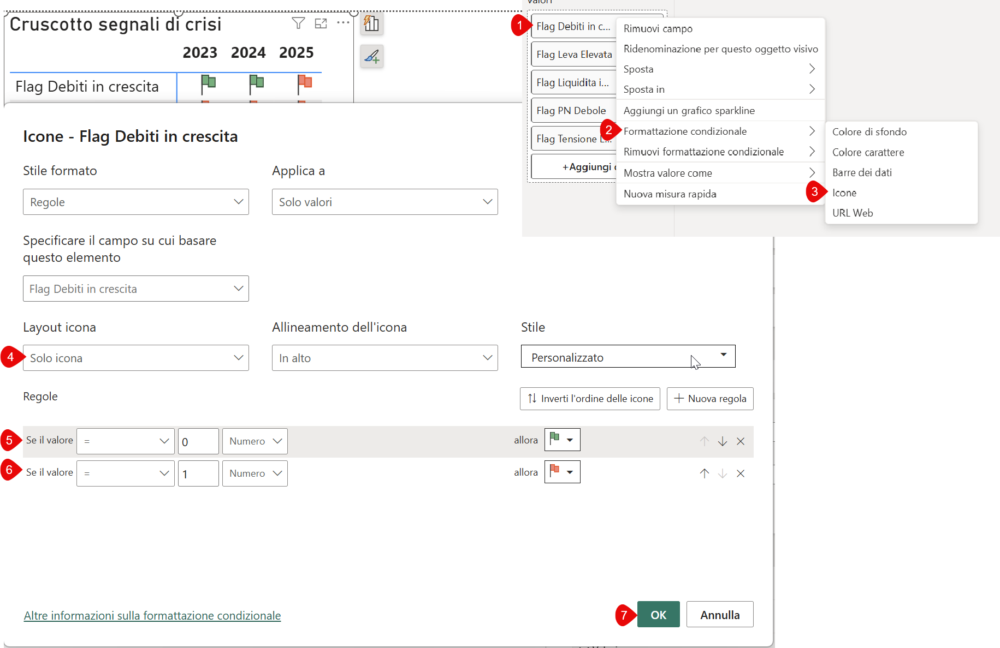 Cruscotto segnali di crisi
2023 2024 2025
Flag Debiti in crescita
Valori
1
Flag Debiti in c...
Flag Leva Elevata
Flag Liquidita i...
Flag PN Debole
Flag Tensione L...
+Aggiungi
Rimuovi campo
Ridenominazione per questo oggetto visivo
Sposta
Sposta in
Aggiungi un grafico sparkline
2
Formattazione condizionale
Rimuovi formattazione condizionale
Mostra valore come
Nuova misura rapida
Colore di sfondo
Colore carattere
Barre dei dati
3
Icone
URL Web
Icone - Flag Debiti in crescita
Stile formato
Applica a
Regole
Solo valori
Specificare il campo su cui basare
questo elemento
Flag Debiti in crescita
Layout icona
Allineamento dell'icona
Stile
4
Solo icona
In alto
Personalizzato
Regole
Inverti l'ordine delle icone
Nuova regola
5 Se il valore = 0 Numero allora
6 Se il valore = 1 Numero allora
Altre informazioni sulla formattazione condizionale
7
OK
Annulla